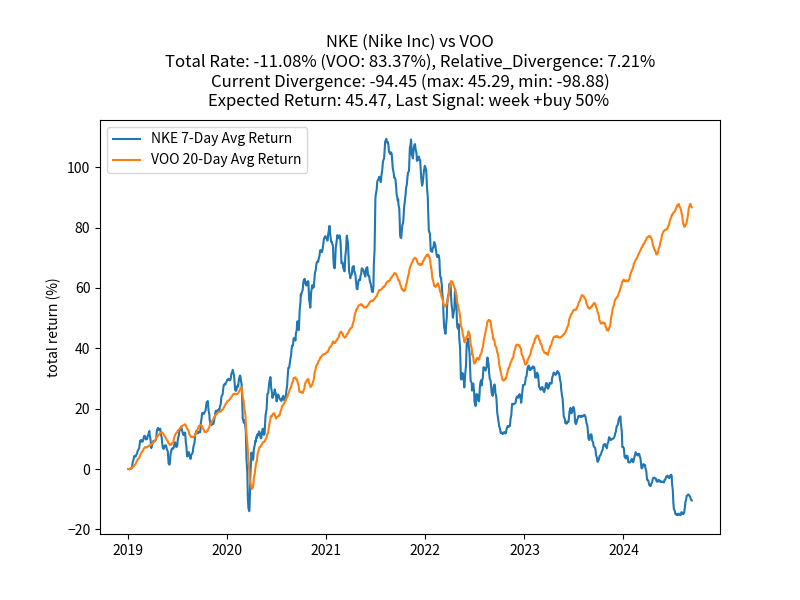 NKE (Nike Inc) vs VOO
Total Rate: -11.08% (VOO: 83.37%), Relative_Divergence: 7.21%
Current Divergence: -94.45 (max: 45.29, min: -98.88)
Expected Return: 45.47, Last Signal: week +buy 50%
NKE 7-Day Avg Return
VOO 20-Day Avg Return
total return (%)
100
80
60
40
20
0
−20
2019
2020
2021
2022
2023
2024